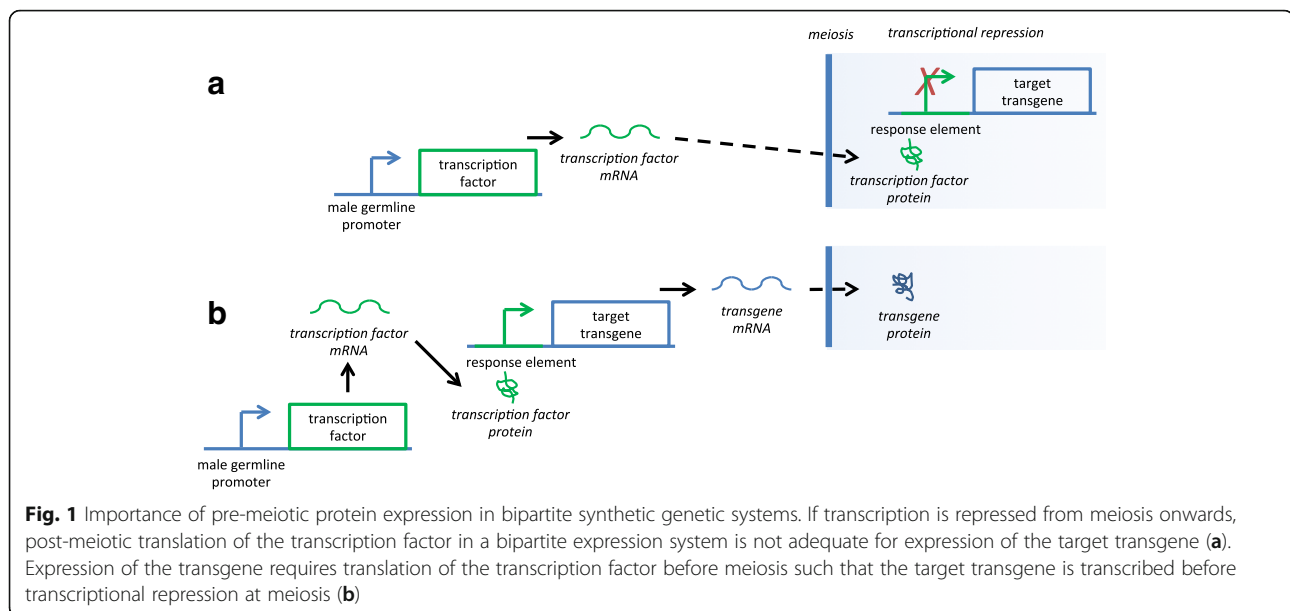 meiosis
transcriptional repression
a
target
transgene
response element
transcription factor
protein
transcription factor
mRNA
transcription
factor
male germline
promoter
b
transcription factor
mRNA
target
transgene
transgene
mRNA
transgene
protein
response element
transcription factor
protein
transcription
factor
male germline
promoter
Fig. 1 Importance of pre-meiotic protein expression in bipartite synthetic genetic systems. If transcription is repressed from meiosis onwards,
post-meiotic translation of the transcription factor in a bipartite expression system is not adequate for expression of the target transgene (a).
Expression of the transgene requires translation of the transcription factor before meiosis such that the target transgene is transcribed before
transcriptional repression at meiosis (b)